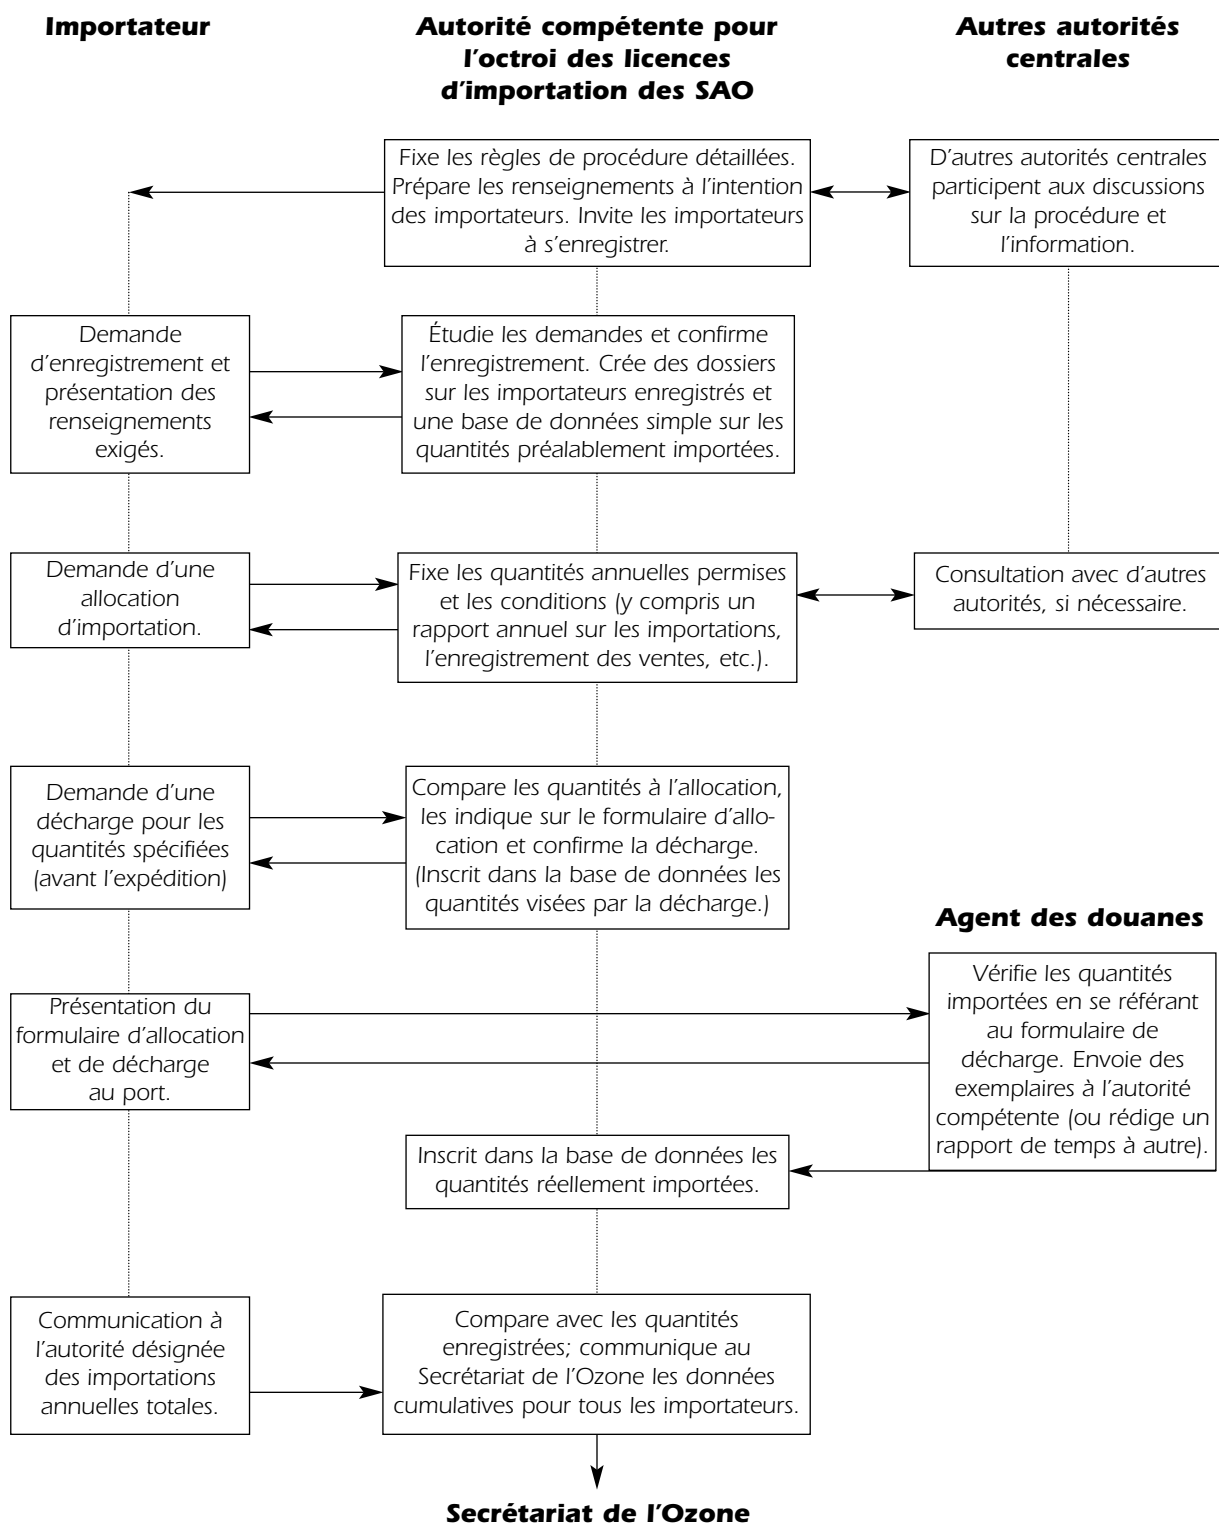 Importateur
Autorité compétente pour
l'octroi des licences
d'importation des SAO
Autres autorités
centrales
Fixe les règles de procédure détaillées.
Prépare les renseignements à l'intention
des importateurs. Invite les importateurs
à s'enregistrer.
D'autres autorités centrales
participent aux discussions
sur la procédure et
l'information.
Demande
d'enregistrement et
présentation des
renseignements
exigés.
Étudie les demandes et confirme
l'enregistrement. Crée des dossiers
sur les importateurs enregistrés et
une base de données simple sur les
quantités préalablement importées.
Demande d'une
allocation
d'importation.
Fixe les quantités annuelles permises
et les conditions (y compris un
rapport annuel sur les importations,
l'enregistrement des ventes, etc.).
Consultation avec d'autres
autorités, si nécessaire.
Demande d'une
décharge pour les
quantités spécifiées
(avant l'expédition)
Compare les quantités à l'allocation,
les indique sur le formulaire d'allo-
cation et confirme la décharge.
(Inscrit dans la base de données les
quantités visées par la décharge.)
Agent des douanes
Présentation du
formulaire d'allocation
et de décharge
au port.
Vérifie les quantités
importées en se référant
au formulaire de
décharge. Envoie des
exemplaires à l'autorité
compétente (ou rédige un
rapport de temps à autre).
Inscrit dans la base de données les
quantités réellement importées.
Communication à
l'autorité désignée
des importations
annuelles totales.
Compare avec les quantités
enregistrées; communique au
Secrétariat de l'Ozone les données
cumulatives pour tous les importateurs.
Secrétariat de l'Ozone